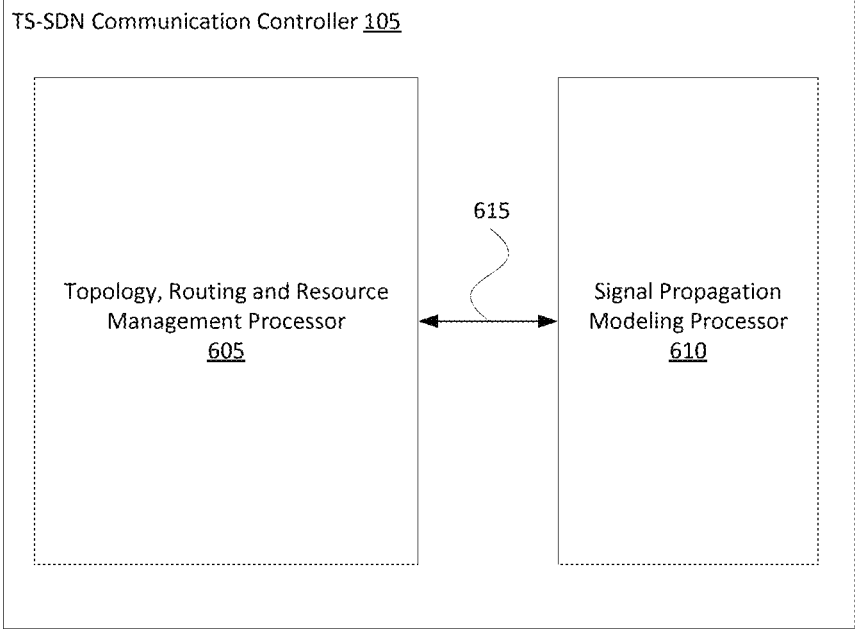 TS-SDN Communication Controller 105
615
Topology, Routing and Resource
Management Processor
605
Signal Propagation
Modeling Processor
610